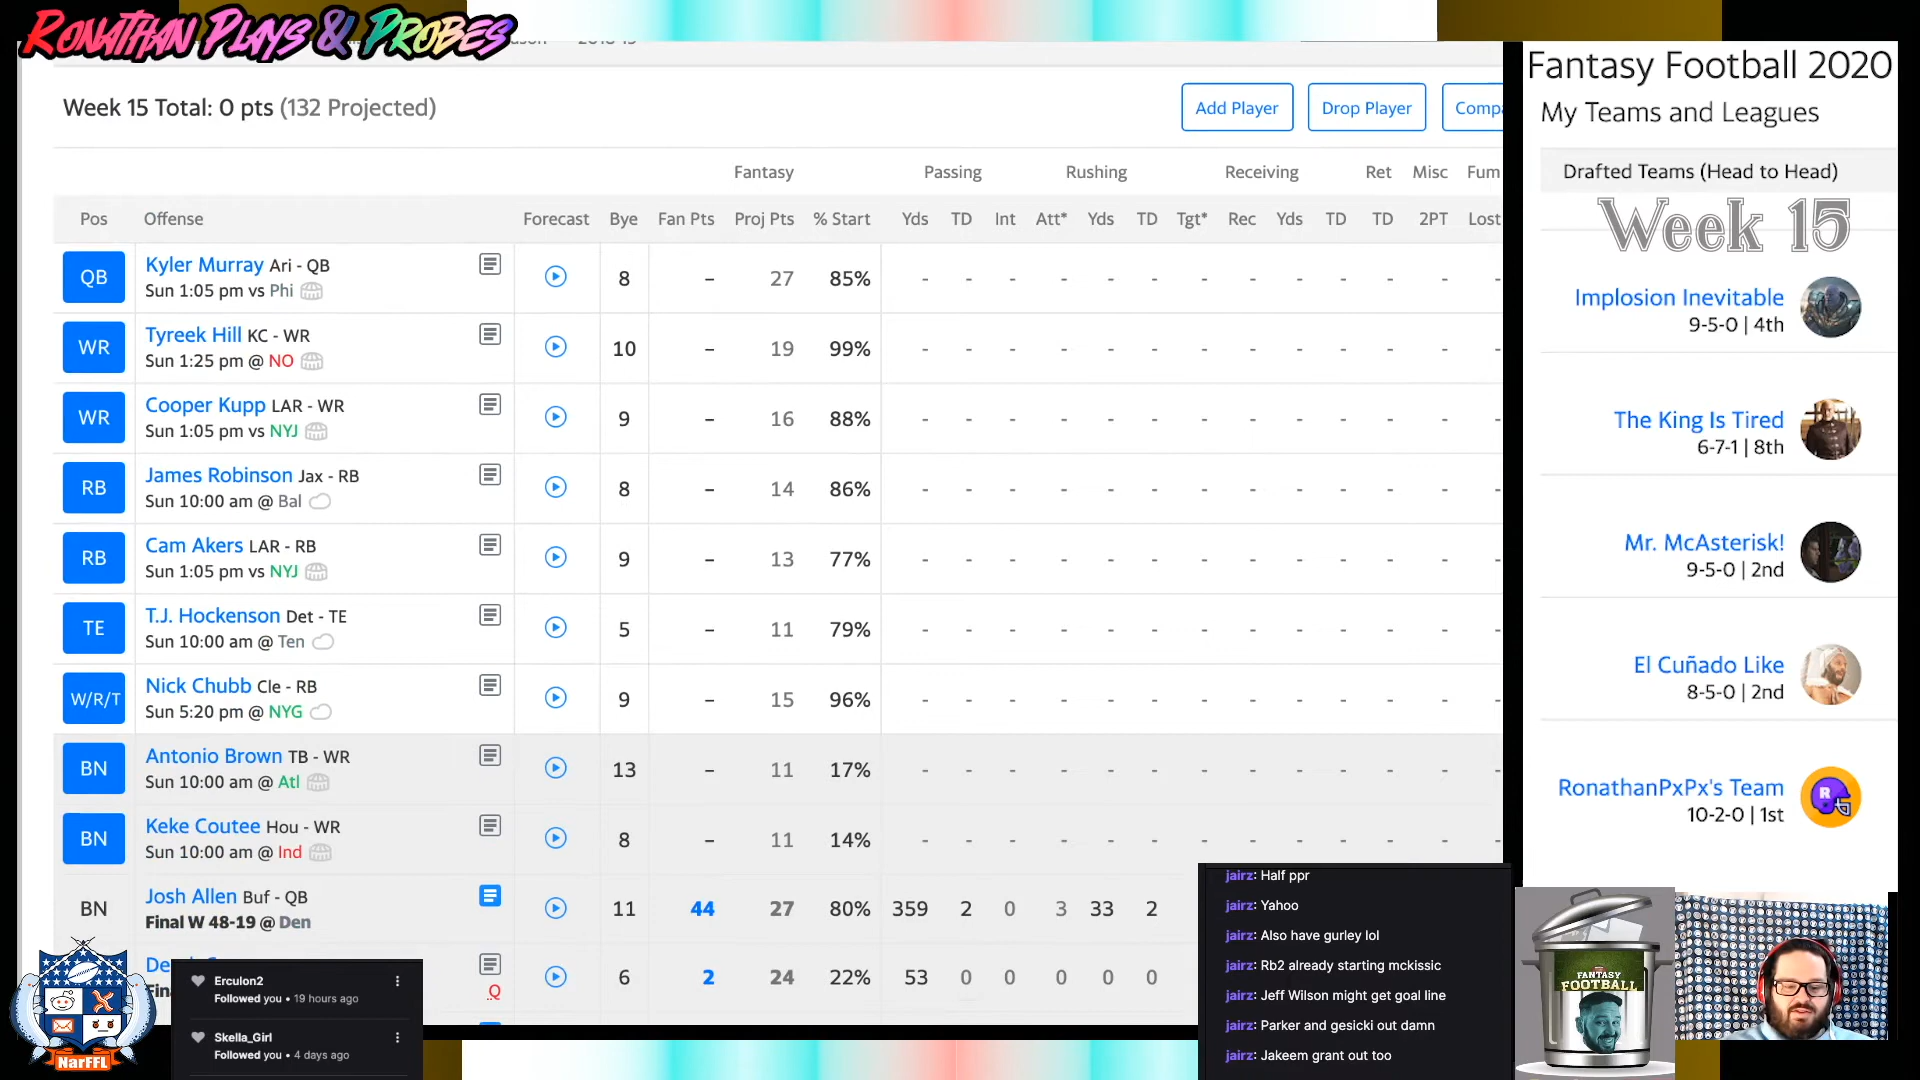 RONATHAN PLAYS & PROBES
Week 15 Total: 0 pts (132 Projected)
Add Player
Drop Player
Compa
Fantasy Passing Rushing Receiving Ret Misc Fum
Pos Offense Forecast Bye Fan Pts Proj Pts % Start Yds TD Int Att* Yds TD Tgt* Rec Yds TD TD 2PT Lost
QB Kyler Murray Ari - QB 8 – 27 85% - - - - - - - - - - - - -
Sun 1:05 pm vs Phi
WR Tyreek Hill KC - WR 10 – 19 99% - - - - - - - - - - - - -
Sun 1:25 pm @ NO
WR Cooper Kupp LAR - WR 9 – 16 88% - - - - - - - - - - - - -
Sun 1:05 pm vs NYJ
RB James Robinson Jax - RB 8 – 14 86% - - - - - - - - - - - - -
Sun 10:00 am @ Bal
RB Cam Akers LAR - RB 9 – 13 77% - - - - - - - - - - - - -
Sun 1:05 pm vs NYJ
TE T.J. Hockenson Det - TE 5 – 11 79% - - - - - - - - - - - - -
Sun 10:00 am @ Ten
W/R/T Nick Chubb Cle - RB 9 – 15 96% - - - - - - - - - - - - -
Sun 5:20 pm @ NYG
BN Antonio Brown TB - WR 13 – 11 17% - - - - - - - - - - - - -
Sun 10:00 am @ Atl
BN Keke Coutee Hou - WR 8 – 11 14% - - - - - - - - - - - - -
Sun 10:00 am @ Ind
BN Josh Allen Buf - QB 11 44 27 80% 359 2 0 3 33 2
Final W 48-19 @ Den
6 2 24 22% 53 0 0 0 0 0
Q
Fantasy Football 2020
My Teams and Leagues
Drafted Teams (Head to Head)
Week 15
Implosion Inevitable
9-5-0 | 4th
The King Is Tired
6-7-1 | 8th
Mr. McAsterisk!
9-5-0 | 2nd
El Cuñado Like
8-5-0 | 2nd
RonathanPxPx's Team
10-2-0 | 1st
R
jairz: Half ppr
jairz: Yahoo
jairz: Also have gurley lol
jairz: Rb2 already starting mckissic
jairz: Jeff Wilson might get goal line
jairz: Parker and gesicki out damn
jairz: Jakeem grant out too
FANTASY
FOOTBALL
NarFFL
Erculon2
Followed you • 19 hours ago
Skella_Girl
Followed you • 4 days ago